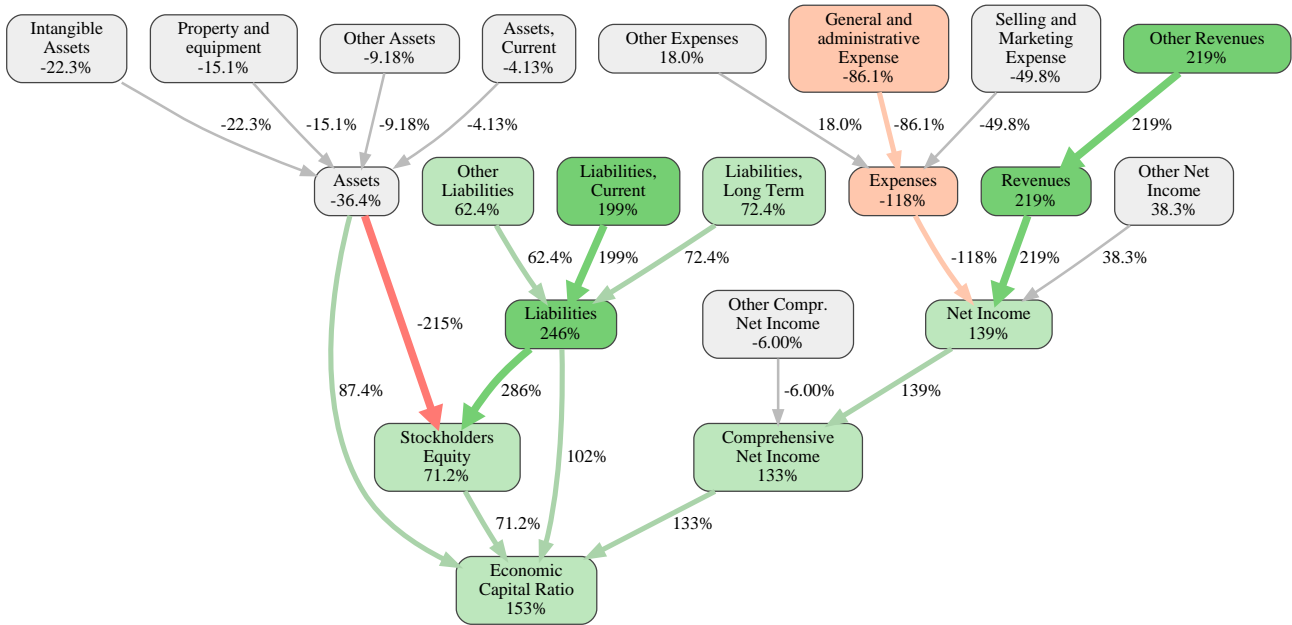 Intangible
Assets
-22.3%
Property and
equipment
-15.1%
Other Assets
-9.18%
Assets,
Current
-4.13%
Other Expenses
18.0%
General and
administrative
Expense
-86.1%
Selling and
Marketing
Expense
-49.8%
Other Revenues
219%
-22.3%
-15.1%
-9.18%
-4.13%
18.0%
-86.1%
-49.8%
219%
Assets
-36.4%
Other
Liabilities
62.4%
Liabilities,
Current
199%
Liabilities,
Long Term
72.4%
Expenses
-118%
Revenues
219%
Other Net
Income
38.3%
62.4%
199%
72.4%
-118%
219%
38.3%
-215%
Liabilities
246%
Other Compr.
Net Income
-6.00%
Net Income
139%
87.4%
286%
-6.00%
139%
Stockholders
Equity
71.2%
102%
Comprehensive
Net Income
133%
71.2%
133%
Economic
Capital Ratio
153%